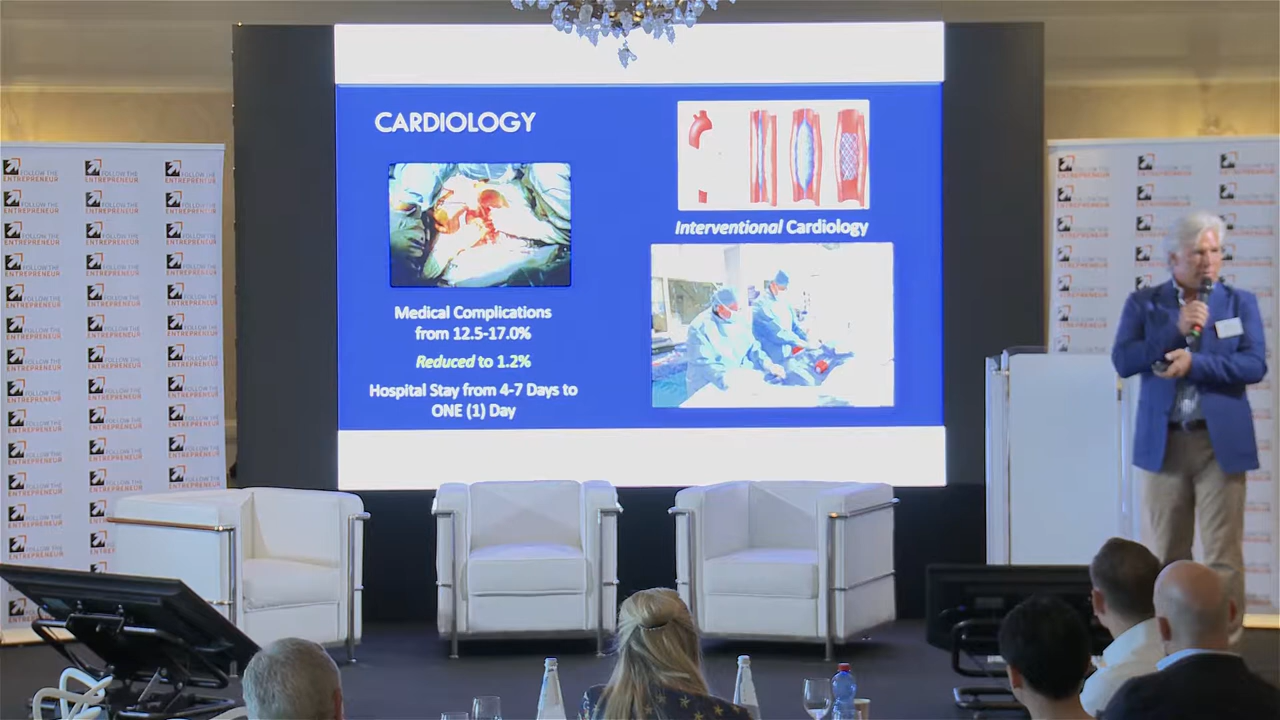 CARDIOLOGY
Interventional Cardiology
Medical Complications
from 12.5-17.0%
Reduced to 1.2%
Hospital Stay from 4-7 Days to
ONE (1) Day
FOLLOW THE
ENTREPRENEUR